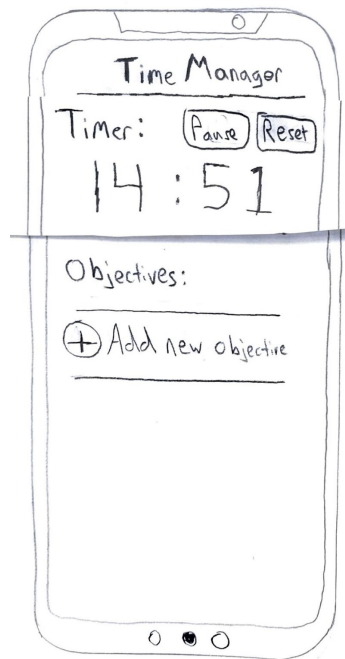 Time Manager
Timer: Pause Reset
14:51
Objectives:
+ Add new objective